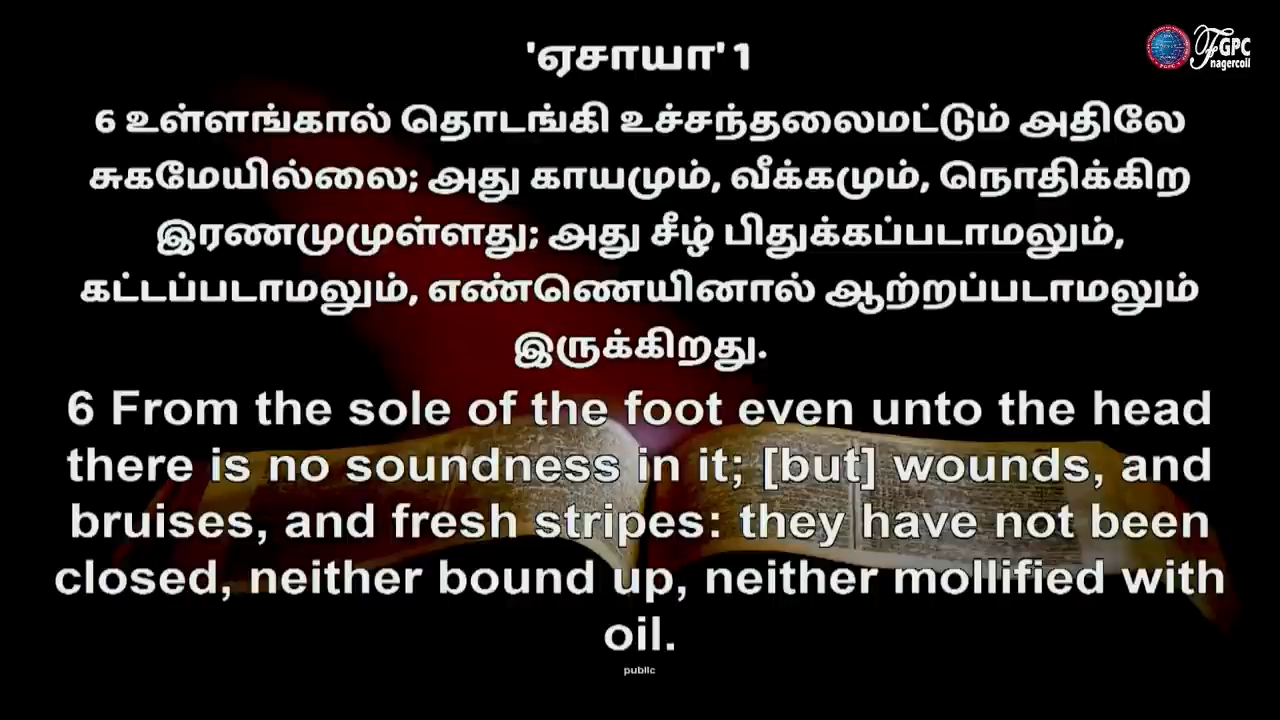 'ஏசாயா' 1
FGPC
nagercoil
6 உள்ளங்கால் தொடங்கி உச்சந்தலைமட்டும் அதிலே
சுகமேயில்லை; அது காயமும், வீக்கமும், நொதிக்கிற
இரணமுமுள்ளது; அது சீழ் பிதுக்கப்படாமலும்,
கட்டப்படாமலும், எண்ணெயினால் ஆற்றப்படாமலும்
இருக்கிறது.
6 From the sole of the foot even unto the head
there is no soundness in it; [but] wounds, and
bruises, and fresh stripes: they have not been
closed, neither bound up, neither mollified with
oil.
public